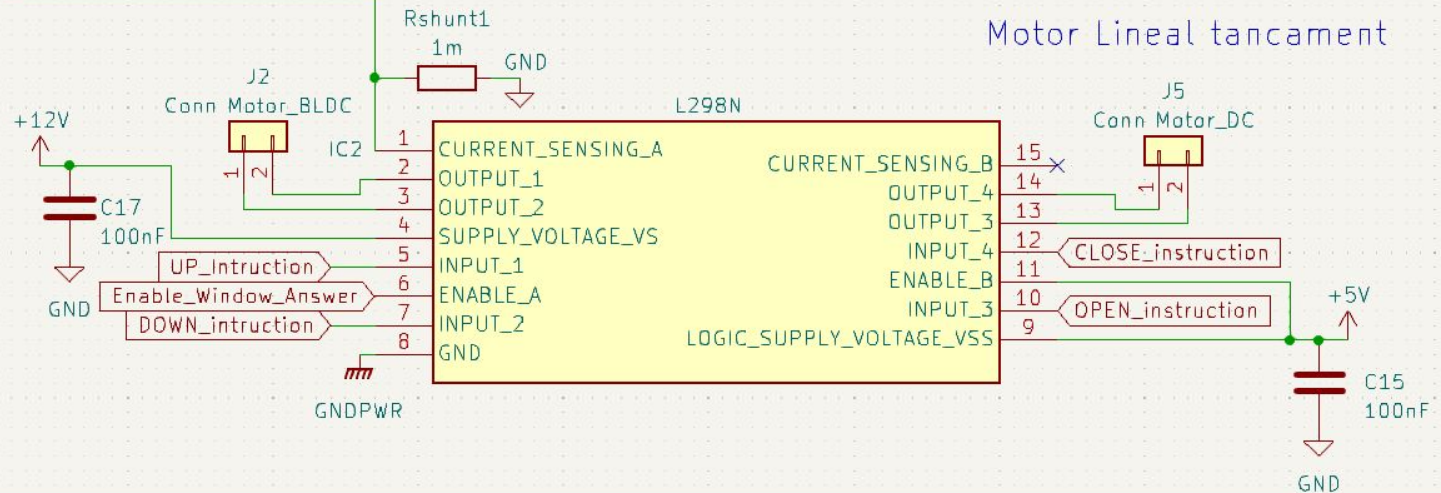 Rshunt1
1m
GND
Motor Lineal tancament
J2
Conn Motor_BLDC
+12V
C17
100nF
GND
IC2
L298N
1 CURRENT_SENSING_A
2 OUTPUT_1
3 OUTPUT_2
4 SUPPLY_VOLTAGE_VS
5 INPUT_1
6 ENABLE_A
7 INPUT_2
8 GND
1 2
UP_Intruction
Enable_Window_Answer
DOWN_intruction
GNDPWR
J5
Conn Motor_DC
1 2
CURRENT_SENSING_B 15
OUTPUT_4 14
OUTPUT_3 13
INPUT_4 12
ENABLE_B 11
INPUT_3 10
LOGIC_SUPPLY_VOLTAGE_VSS 9
CLOSE_instruction
OPEN_instruction
+5V
C15
100nF
GND